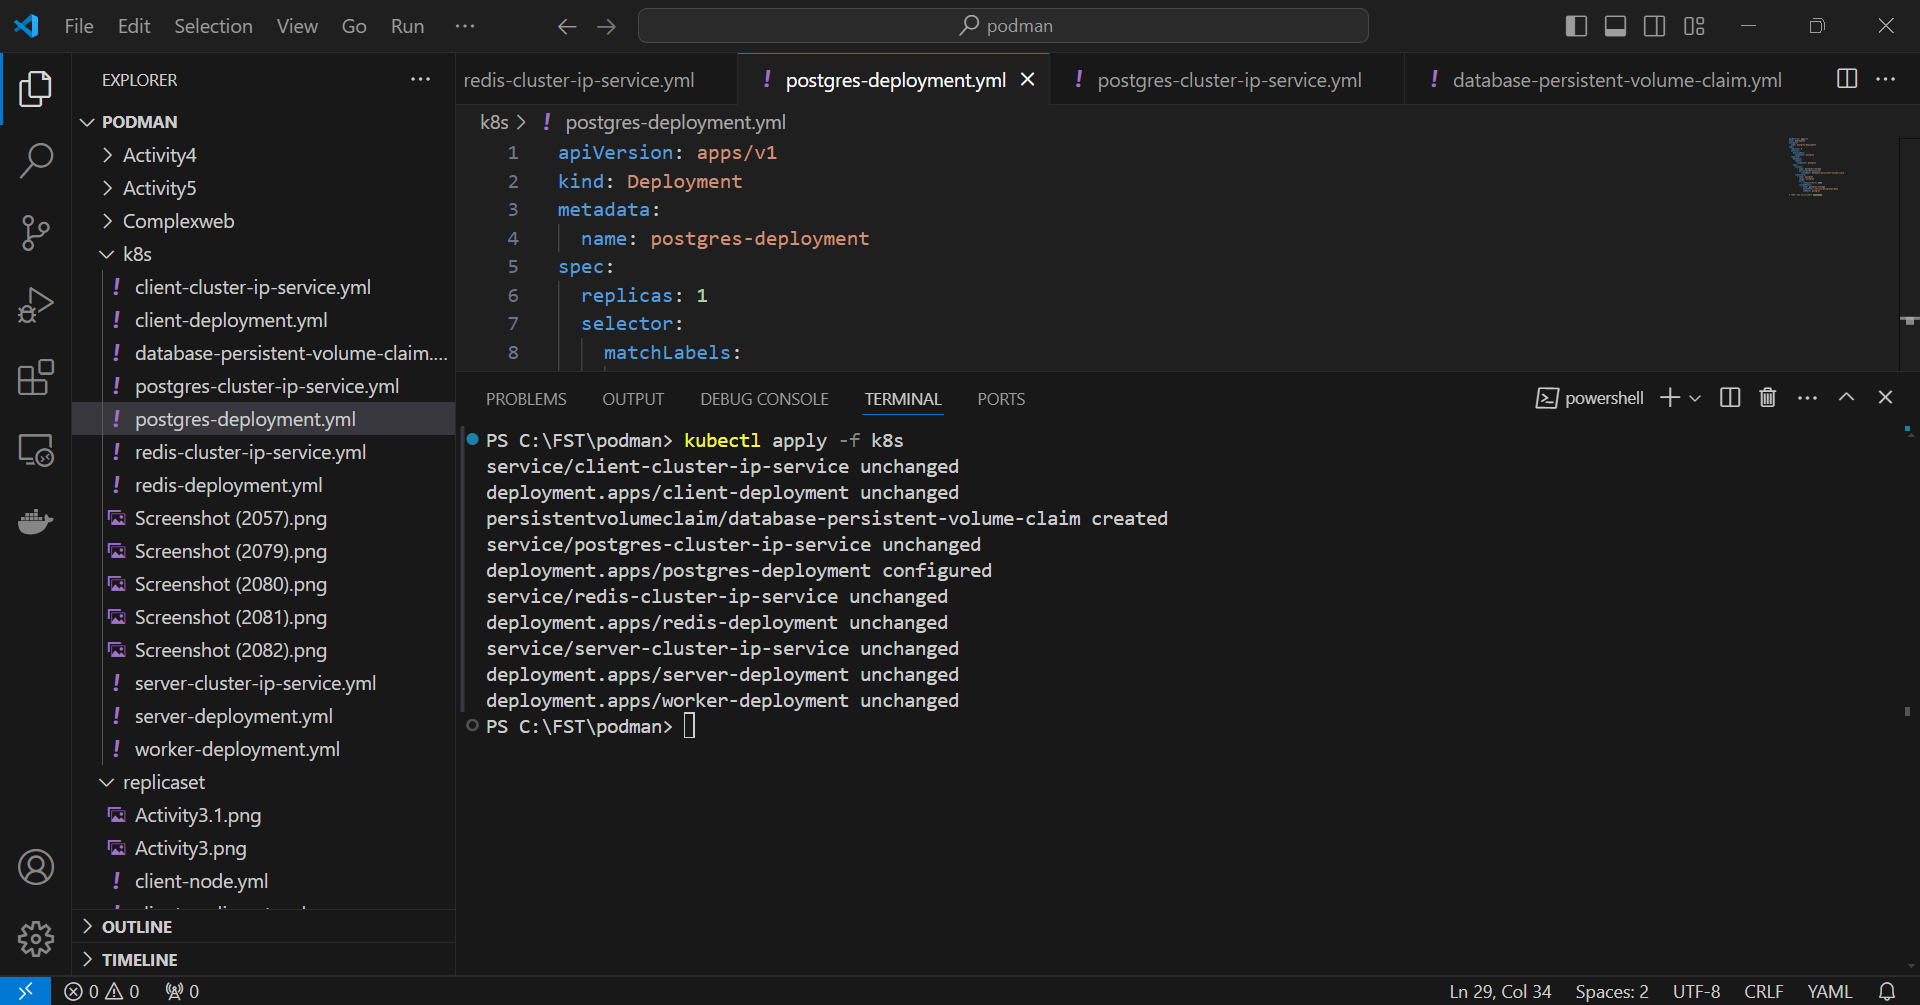 File Edit Selection View Go Run ···
podman
EXPLORER ···
PODMAN
Activity4
Activity5
Complexweb
k8s
! client-cluster-ip-service.yml
! client-deployment.yml
! database-persistent-volume-claim....
! postgres-cluster-ip-service.yml
! postgres-deployment.yml
! redis-cluster-ip-service.yml
! redis-deployment.yml
Screenshot (2057).png
Screenshot (2079).png
Screenshot (2080).png
Screenshot (2081).png
Screenshot (2082).png
! server-cluster-ip-service.yml
! server-deployment.yml
! worker-deployment.yml
replicaset
Activity3.1.png
Activity3.png
! client-node.yml
OUTLINE
TIMELINE
redis-cluster-ip-service.yml ! postgres-deployment.yml ! postgres-cluster-ip-service.yml ! database-persistent-volume-claim.yml
k8s > ! postgres-deployment.yml
1 apiVersion: apps/v1
2 kind: Deployment
3 metadata:
4 name: postgres-deployment
5 spec:
6 replicas: 1
7 selector:
8 matchLabels:
PROBLEMS OUTPUT DEBUG CONSOLE TERMINAL PORTS
powershell
PS C:\FST\podman> kubectl apply -f k8s
service/client-cluster-ip-service unchanged
deployment.apps/client-deployment unchanged
persistentvolumeclaim/database-persistent-volume-claim created
service/postgres-cluster-ip-service unchanged
deployment.apps/postgres-deployment configured
service/redis-cluster-ip-service unchanged
deployment.apps/redis-deployment unchanged
service/server-cluster-ip-service unchanged
deployment.apps/server-deployment unchanged
deployment.apps/worker-deployment unchanged
PS C:\FST\podman>
0 0 0
Ln 29, Col 34 Spaces: 2 UTF-8 CRLF YAML